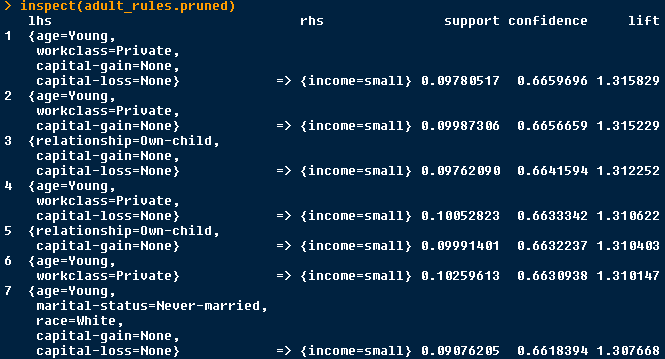 > inspect(adult_rules.pruned)
lhs rhs support confidence lift
1 {age=Young,
workclass=Private,
capital-gain=None,
capital-loss=None} => {income=small} 0.09780517 0.6659696 1.315829
2 {age=Young,
workclass=Private,
capital-gain=None} => {income=small} 0.09987306 0.6656659 1.315229
3 {relationship=Own-child,
capital-gain=None,
capital-loss=None} => {income=small} 0.09762090 0.6641594 1.312252
4 {age=Young,
workclass=Private,
capital-loss=None} => {income=small} 0.10052823 0.6633342 1.310622
5 {relationship=Own-child,
capital-gain=None} => {income=small} 0.09991401 0.6632237 1.310403
6 {age=Young,
workclass=Private} => {income=small} 0.10259613 0.6630938 1.310147
7 {age=Young,
marital-status=Never-married,
race=White,
capital-gain=None,
capital-loss=None} => {income=small} 0.09076205 0.6618394 1.307668